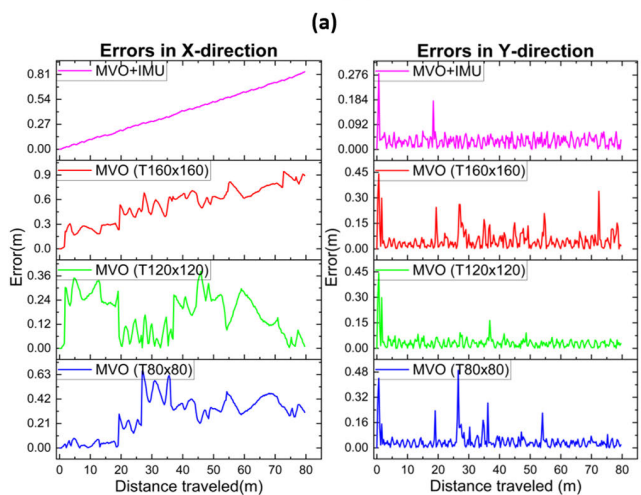 (a)
Errors in X-direction
Errors in Y-direction
MVO+IMU
0.81
0.54
0.27
0.00
MVO (T160x160)
0.9
0.6
0.3
0.0
MVO (T120x120)
0.36
0.24
0.12
0.00
MVO (T80x80)
0.63
0.42
0.21
0.00
0 10 20 30 40 50 60 70 80
Distance traveled(m)
Error(m)
MVO+IMU
0.276
0.184
0.092
0.000
MVO (T160x160)
0.45
0.30
0.15
0.00
MVO (T120x120)
0.45
0.30
0.15
0.00
MVO (T80x80)
0.48
0.32
0.16
0.00
0 10 20 30 40 50 60 70 80
Distance traveled (m)
Error(m)